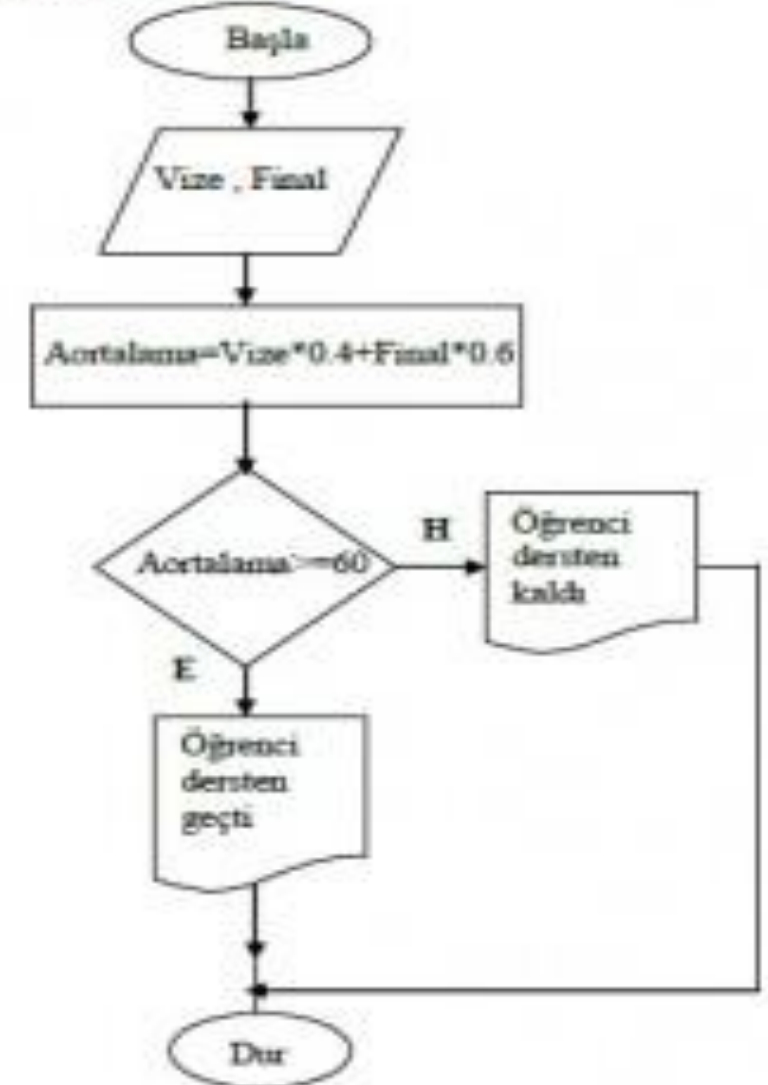 Başla
Vize , Final
Aortalama=Vize*0.4+Final*0.6
Aortalama>=60
H
Öğrenci
dersten
kaldı
E
Öğrenci
dersten
geçti
Dur